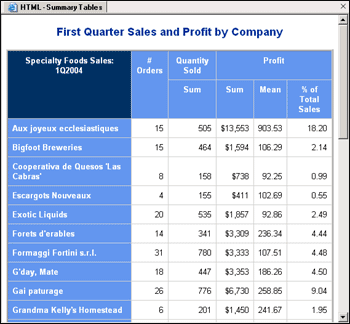 HTML - Summary Tables
First Quarter Sales and Profit by Company
Specialty Foods Sales: 1Q2004 # Orders Quantity Sold Profit
Sum Sum Mean % of Total Sales
Aux joyeux ecclesiastiques 15 505 $13,553 903.53 18.20
Bigfoot Breweries 15 464 $1,594 106.29 2.14
Cooperativa de Quesos 'Las Cabras' 8 158 $738 92.25 0.99
Escargots Nouveaux 4 155 $411 102.69 0.55
Exotic Liquids 20 535 $1,857 92.86 2.49
Forets d'erables 14 341 $3,309 236.34 4.44
Formaggi Fortini s.r.l. 31 780 $3,333 107.51 4.48
G'day, Mate 18 447 $3,353 186.26 4.50
Gai paturage 26 776 $6,730 258.85 9.04
Grandma Kelly's Homestead 6 201 $1,450 241.67 1.95